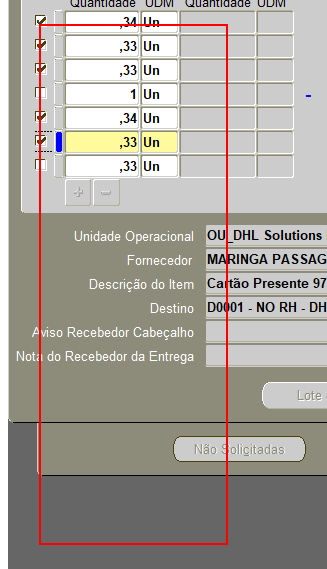 Quantidade UDM Quantidade UDM
,34 Un
,33 Un
,33 Un
1 Un
,34 Un
,33 Un
,33 Un
Unidade Operacional OU_DHL Solutions
Fornecedor MARINGA PASSAG
Descrição do Item Cartão Presente 97
Destino D0001 - NO RH - DH
Aviso Recebedor Cabeçalho
Nota do Recebedor da Entrega
Lote
Não Solicitadas